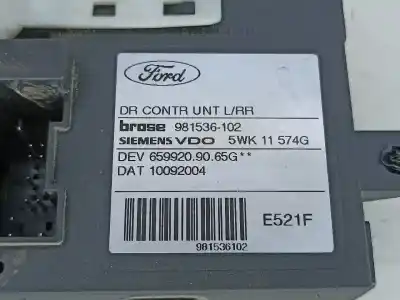 Ford
DR CONTR UNT L/RR
brose 981536-102
SIEMENS VDO 5WK 11 574G
DEV 659920.90.65G**
DAT 10092004
E521F
981536102